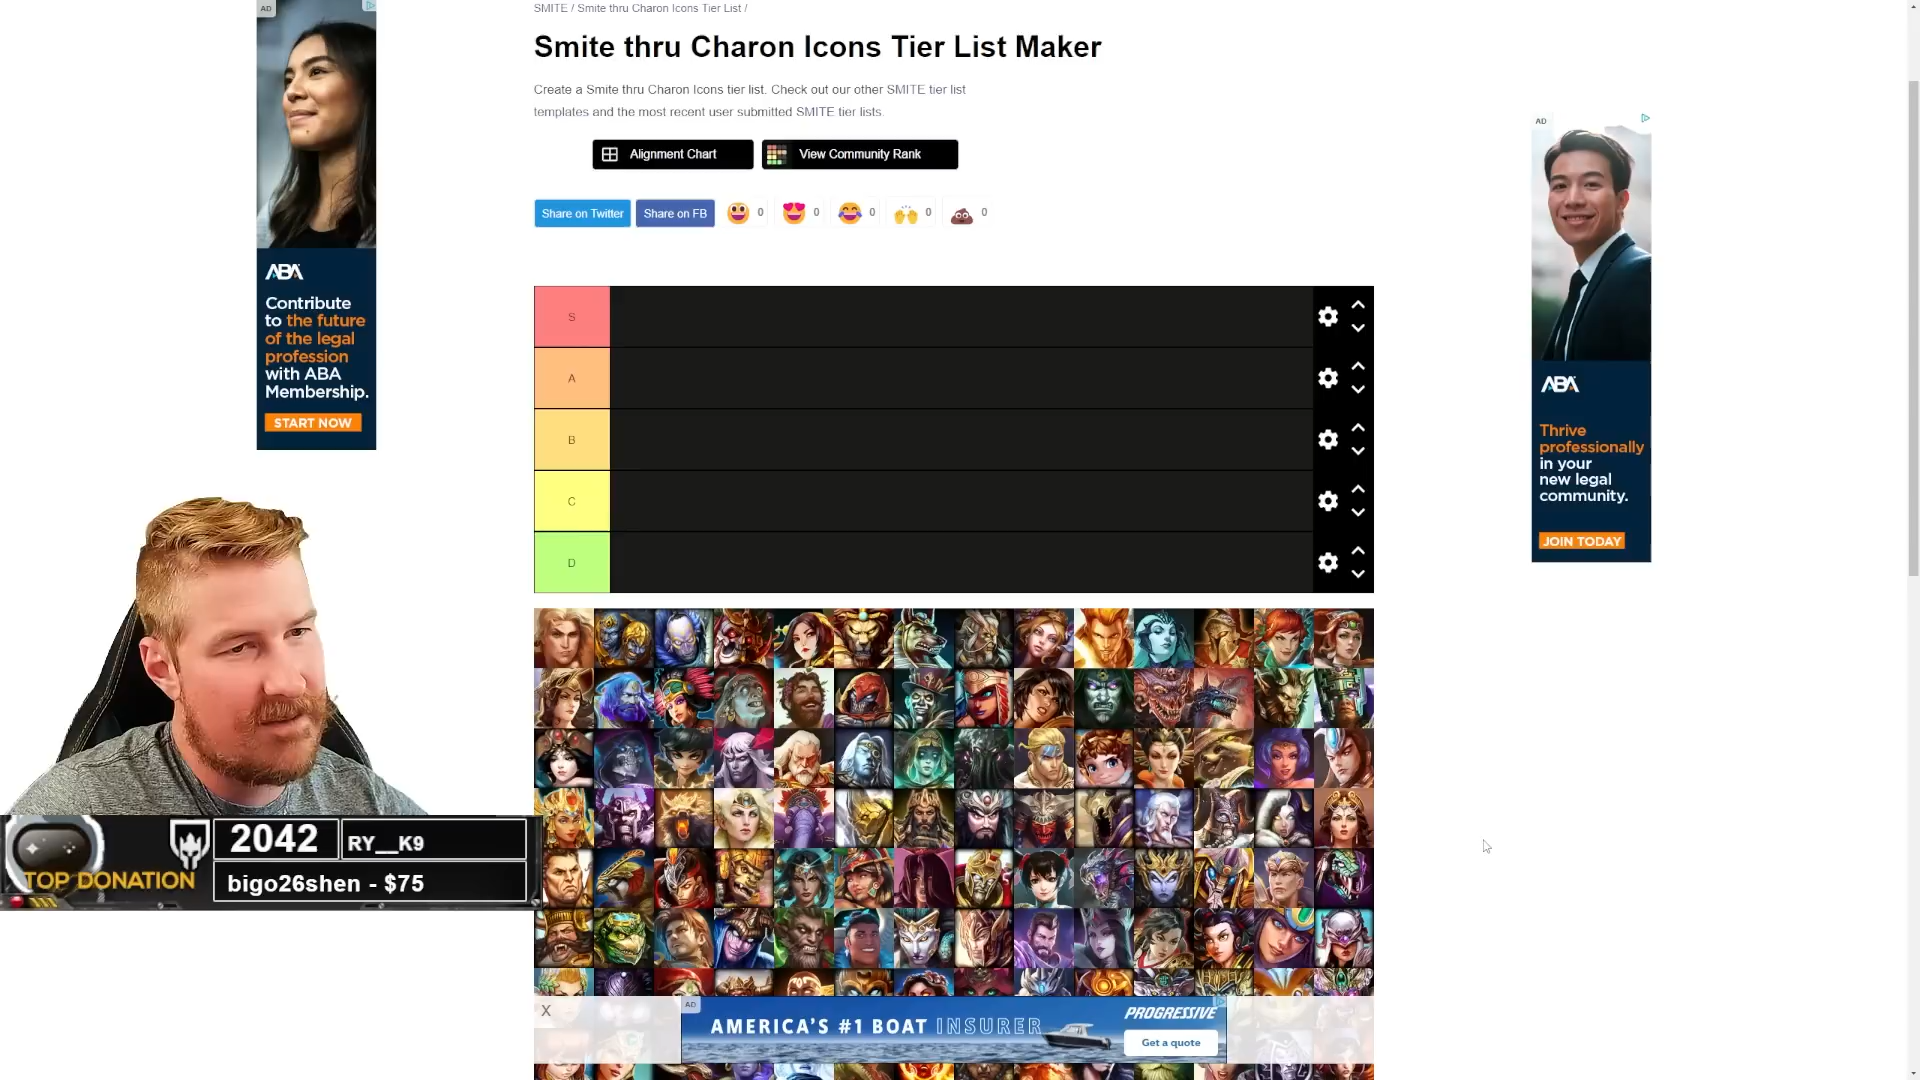 SMITE / Smite thru Charon Icons Tier List /
Smite thru Charon Icons Tier List Maker
Create a Smite thru Charon Icons tier list. Check out our other SMITE tier list
templates and the most recent user submitted SMITE tier lists.
Alignment Chart
View Community Rank
Share on Twitter
Share on FB
0
0
0
0
0
S
A
B
C
D
AD
ABA
Contribute
to the future
of the legal
profession
with ABA
Membership.
START NOW
AD
ABA
Thrive
professionally
in your
new legal
community.
JOIN TODAY
2042
RY__K9
TOP DONATION
bigo26shen - $75
X
AD
AMERICA'S #1 BOAT INSURER
PROGRESSIVE
Get a quote